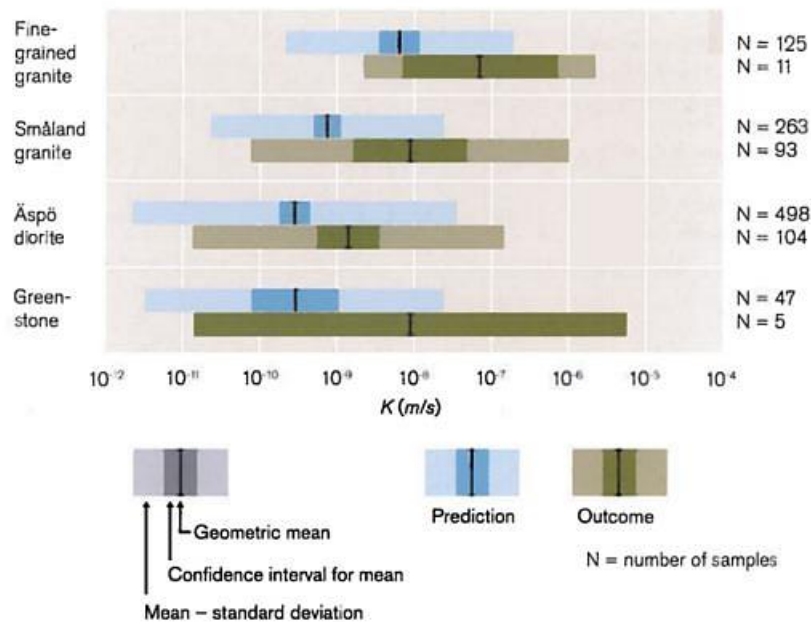 Fine-
grained
granite
N = 125
N = 11
Småland
granite
N = 263
N = 93
Äspö
diorite
N = 498
N = 104
Green-
stone
N = 47
N = 5
10⁻¹² 10⁻¹¹ 10⁻¹⁰ 10⁻⁹ 10⁻⁸ 10⁻⁷ 10⁻⁶ 10⁻⁵ 10⁻⁴
K (m/s)
Geometric mean
Confidence interval for mean
Mean – standard deviation
Prediction
Outcome
N = number of samples